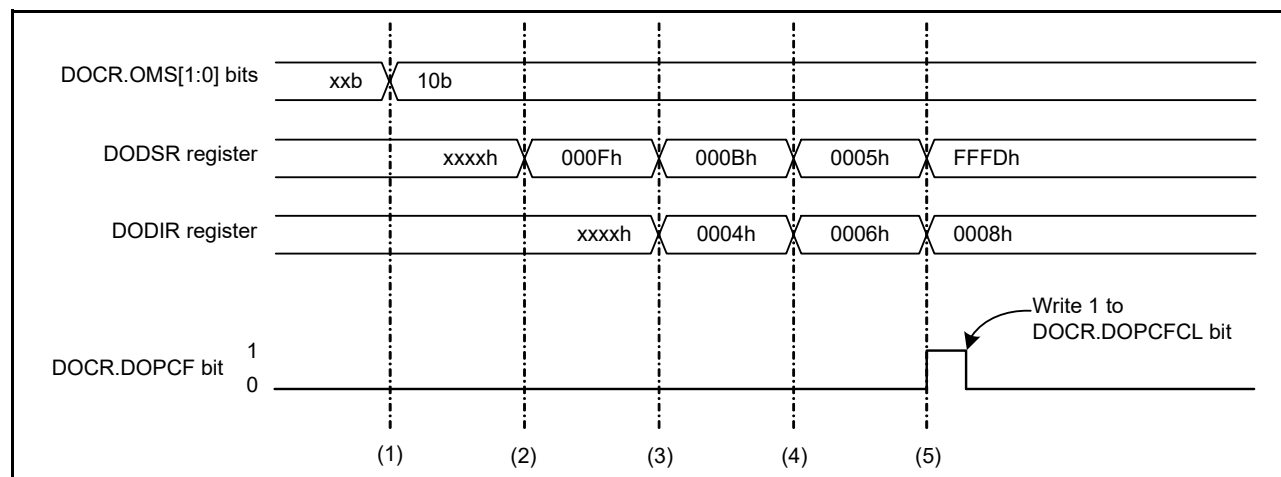 DOCR.OMS[1:0] bits
xxb
10b
DODSR register
xxxxh
000Fh
000Bh
0005h
FFFDh
DODIR register
xxxxh
0004h
0006h
0008h
Write 1 to
DOCR.DOPCFCL bit
DOCR.DOPCF bit
1
0
(1)
(2)
(3)
(4)
(5)